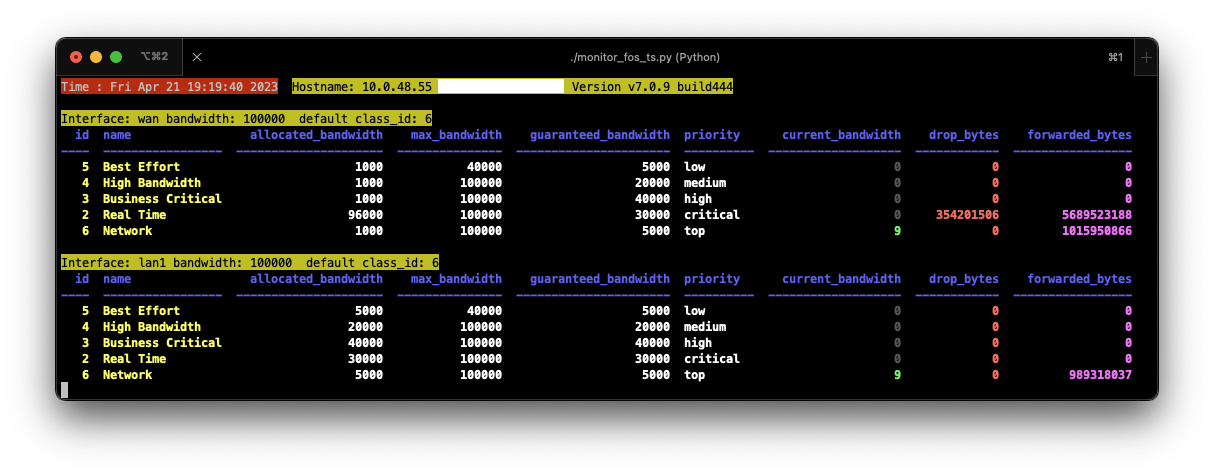 ⌥⌘2 ./monitor_fos_ts.py (Python) ⌘1
Time : Fri Apr 21 19:19:40 2023 Hostname: 10.0.48.55 Version v7.0.9 build444
Interface: wan bandwidth: 100000 default class_id: 6
id name allocated_bandwidth max_bandwidth guaranteed_bandwidth priority current_bandwidth drop_bytes forwarded_bytes
5 Best Effort 1000 40000 5000 low 0 0 0
4 High Bandwidth 1000 100000 20000 medium 0 0 0
3 Business Critical 1000 100000 40000 high 0 0 0
2 Real Time 96000 100000 30000 critical 0 354201506 5689523188
6 Network 1000 100000 5000 top 9 0 1015950866
Interface: lan1 bandwidth: 100000 default class_id: 6
id name allocated_bandwidth max_bandwidth guaranteed_bandwidth priority current_bandwidth drop_bytes forwarded_bytes
5 Best Effort 5000 40000 5000 low 0 0 0
4 High Bandwidth 20000 100000 20000 medium 0 0 0
3 Business Critical 40000 100000 40000 high 0 0 0
2 Real Time 30000 100000 30000 critical 0 0 0
6 Network 5000 100000 5000 top 9 0 989318037